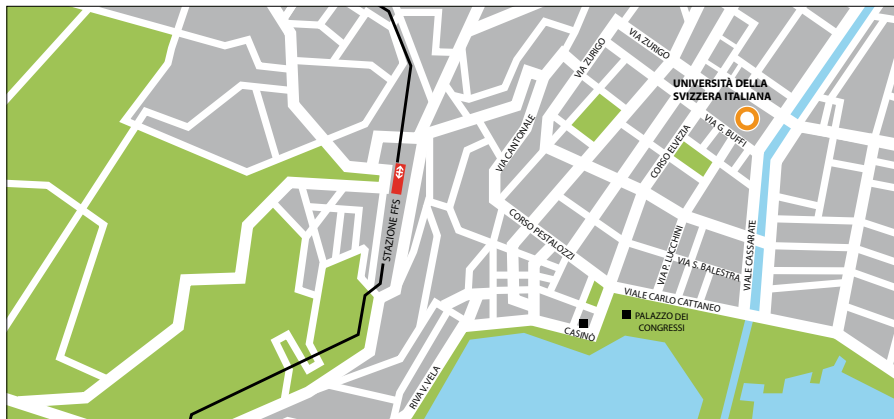 VIA ZURIGO
VIA ZURIGO
UNIVERSITÀ DELLA
SVIZZERA ITALIANA
VIA G. BUFFI
VIA CANTONALE
CORSO ELVEZIA
STAZIONE FFS
CORSO PESTALOZZI
VIA P. LUCCHINI
VIA S. BALESTRA
VIALE CASSARATE
VIALE CARLO CATTANEO
PALAZZO DEI
CONGRESSI
CASINÒ
RIVA V. VELA